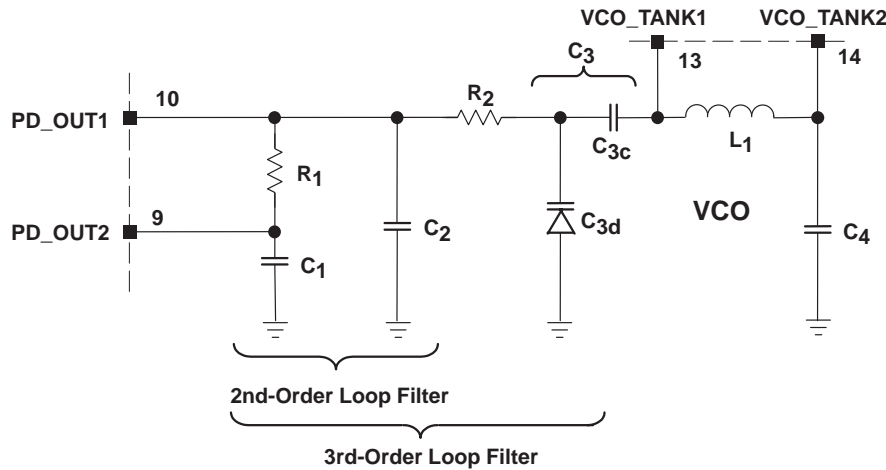 VCO_TANK1
VCO_TANK2
C3
13
14
10
R2
PD_OUT1
C3c
L1
R1
VCO
9
PD_OUT2
C2
C3d
C4
C1
2nd-Order Loop Filter
3rd-Order Loop Filter